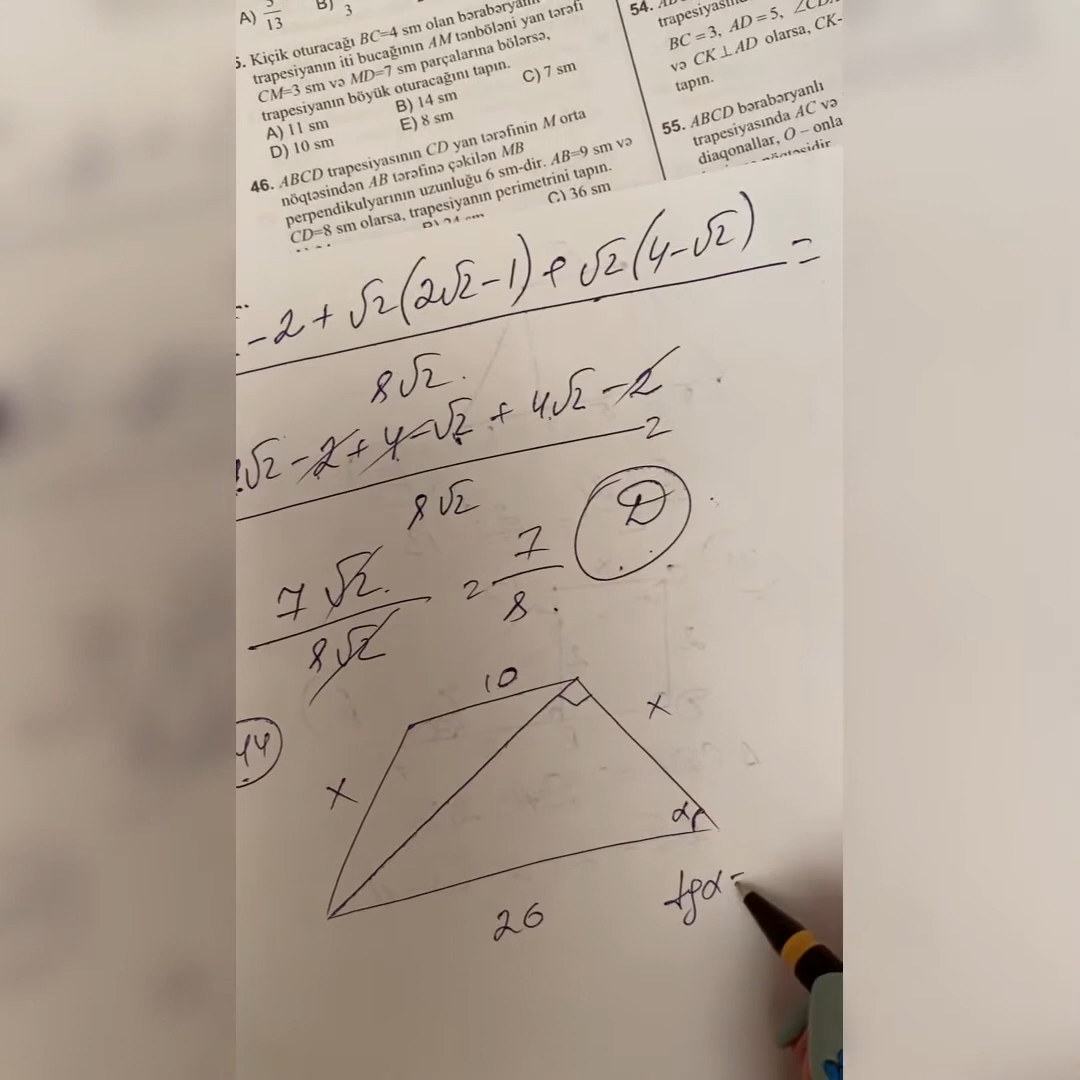 A) 3/13
B) /3
5. Kiçik oturacağı BC=4 sm olan bərabəryanlı
trapesiyanın iti bucağının AM tənböləni yan tərəfi
CM=3 sm və MD=7 sm parçalarına bölərsə,
trapesiyanın böyük oturacağını tapın.
A) 11 sm B) 14 sm C) 7 sm
D) 10 sm E) 8 sm
46. ABCD trapesiyasının CD yan tərəfinin M orta
nöqtəsindən AB tərəfinə çəkilən MB
perpendikulyarının uzunluğu 6 sm-dir. AB=9 sm və
CD=8 sm olarsa, trapesiyanın perimetrini tapın.
C) 36 sm
54.
trapesiyasın
BC = 3, AD = 5,
və CK ⊥ AD olarsa, CK-
tapın.
55. ABCD bərabəryanlı
trapesiyasında AC və
diaqonallar, O – onla
-2 + √2(2√2-1) + √2(4-√2) =
8√2.
√2 - 2 + 4 - √2 + 4√2 - 2
8√2
=
7√2 / 8√2 = 7/8. D
44
10
x
x
α
26
tgα =